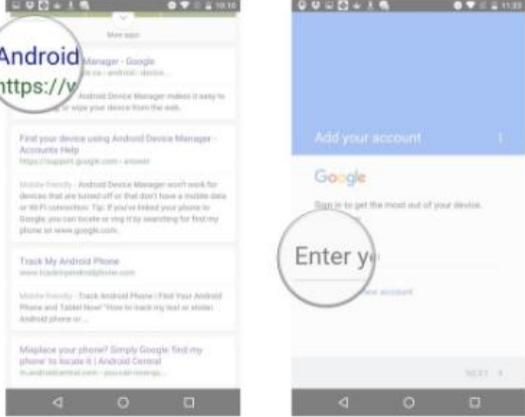 10:10
More apps
Android Manager - Google
https://w
Android Device Manager makes it easy to
or wipe your device from the web.
Find your device using Android Device Manager -
Accounts Help
https://support.google.com › answer
Mobile-friendly - Android Device Manager won't work for
devices that are turned off or that don't have a mobile data
or Wi-Fi connection. Tip: If you've linked your phone to
Google, you can locate or ring it by searching for find my
phone on www.google.com.
Track My Android Phone
Mobile-friendly - Track Android Phone | Find Your Android
Phone and Tablet Now! "How to track my lost or stolen
Android phone or ...
Misplace your phone? Simply Google 'find my
phone' to locate it | Android Central
m.androidcentral.com
11:33
Add your account
Google
Sign in to get the most out of your device.
Enter y
new account
NEXT